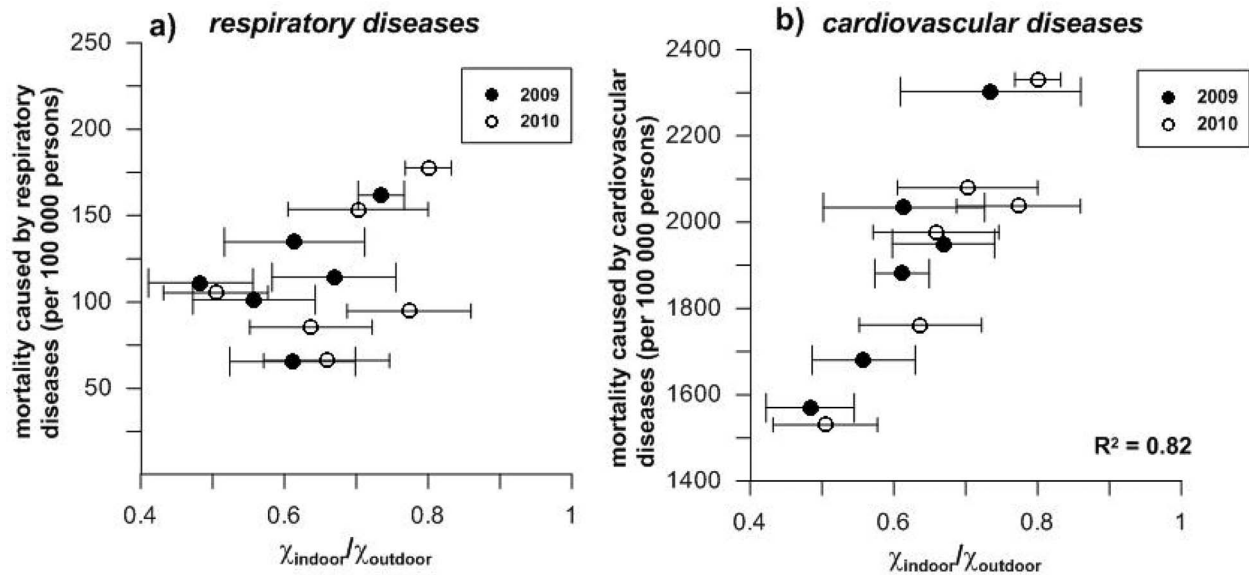 a) respiratory diseases
mortality caused by respiratory
diseases (per 100 000 persons)
250
200
150
100
50
2009
2010
0.4
0.6
0.8
1
χindoor/χoutdoor
b) cardiovascular diseases
mortality caused by cardiovascular
diseases (per 100 000 persons)
2400
2200
2000
1800
1600
1400
2009
2010
R² = 0.82
0.4
0.6
0.8
1
χindoor/χoutdoor